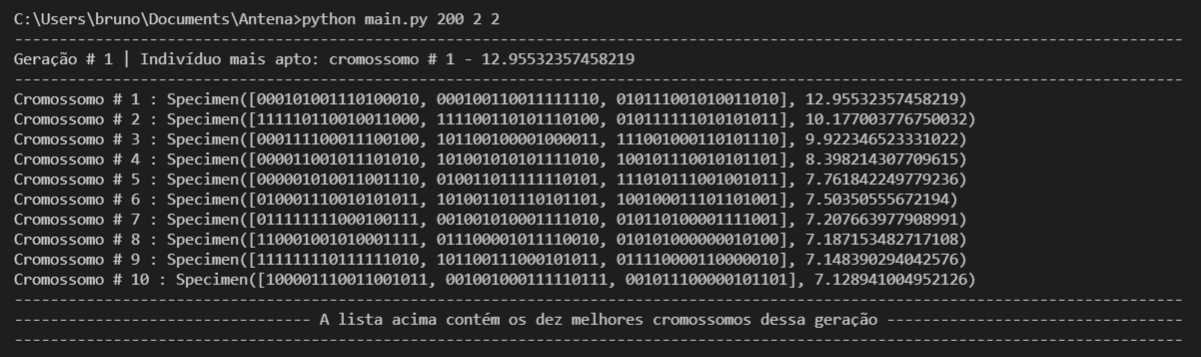 C:\Users\bruno\Documents\Antena>python main.py 200 2 2
----------------------------------------------------------------------------------------------------------------------------------
Geração # 1 | Indivíduo mais apto: cromossomo # 1 - 12.95532357458219
----------------------------------------------------------------------------------------------------------------------------------
Cromossomo # 1 : Specimen([000101001110100010, 000100110011111110, 010111001010011010], 12.95532357458219)
Cromossomo # 2 : Specimen([111110110010011000, 111100110101110100, 010111111010101011], 10.177003776750032)
Cromossomo # 3 : Specimen([000111100011100100, 101100100001000011, 111001000110101110], 9.922346523331022)
Cromossomo # 4 : Specimen([000011001011101010, 101001010101111010, 100101110010101101], 8.398214307709615)
Cromossomo # 5 : Specimen([000001010011001110, 010011011111110101, 111010111001001011], 7.761842249779236)
Cromossomo # 6 : Specimen([010001110010101011, 101001101110101101, 100100011101101001], 7.50350555672194)
Cromossomo # 7 : Specimen([011111111000100111, 001001010001111010, 010110100001111001], 7.207663977908991)
Cromossomo # 8 : Specimen([110001001010001111, 011100001011110010, 010101000000010100], 7.187153482717108)
Cromossomo # 9 : Specimen([111111110111111010, 101100111000101011, 011110000110000010], 7.148390294042576)
Cromossomo # 10 : Specimen([100001110011001011, 001001000111110111, 001011100000101101], 7.128941004952126)
----------------------------------------------------------------------------------------------------------------------------------
--------------------------------- A lista acima contém os dez melhores cromossomos dessa geração ---------------------------------
----------------------------------------------------------------------------------------------------------------------------------